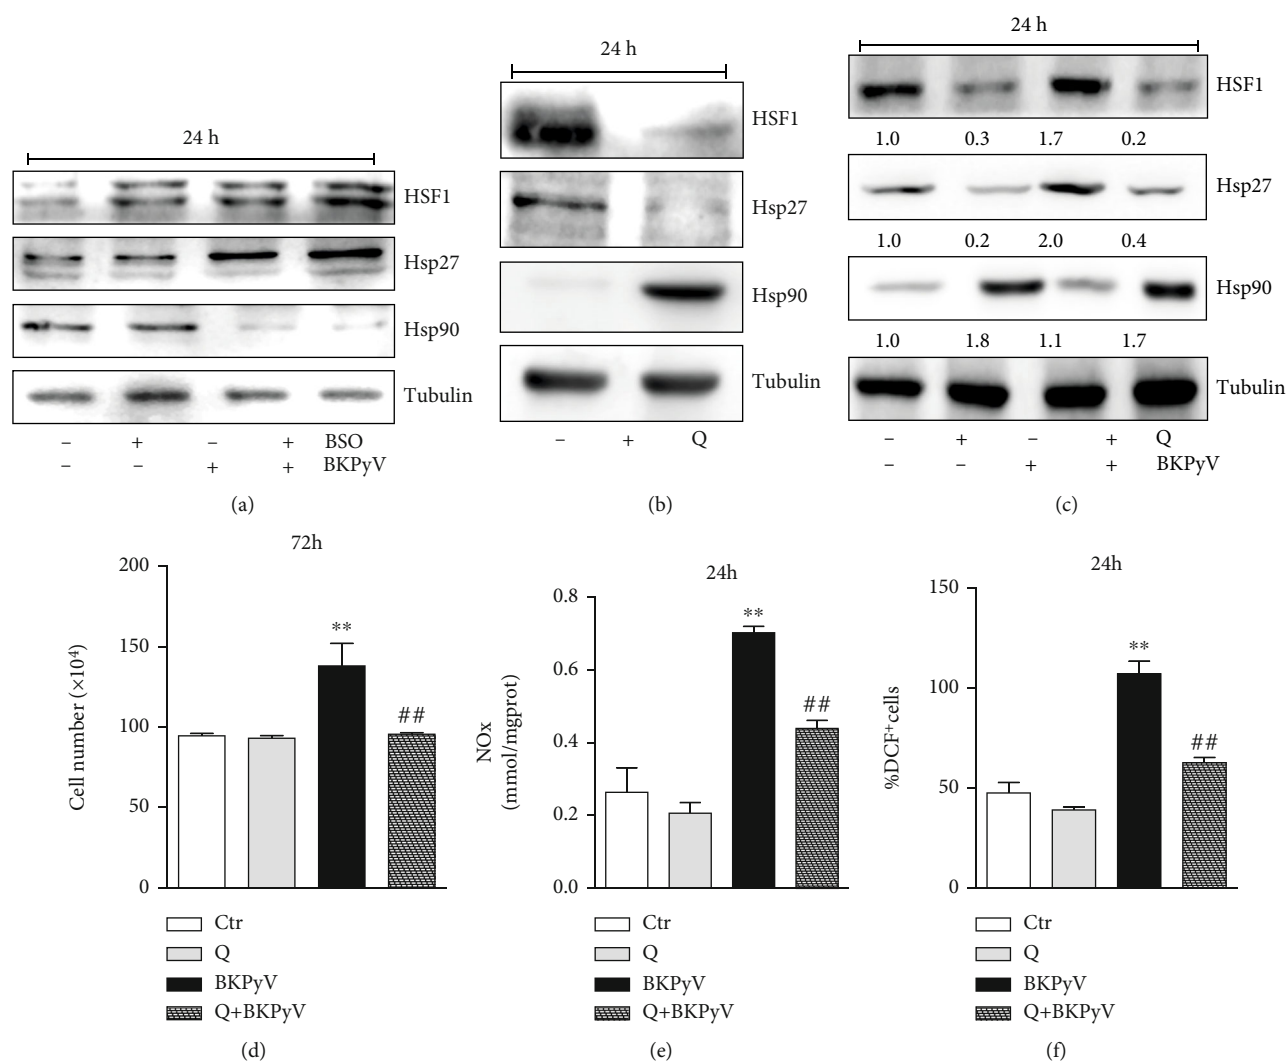 24 h
HSF1
Hsp27
Hsp90
Tubulin
– + – + BSO
– – + + BKPyV
(a)
24 h
HSF1
Hsp27
Hsp90
Tubulin
– + Q
(b)
24 h
HSF1
1.0 0.3 1.7 0.2
Hsp27
1.0 0.2 2.0 0.4
Hsp90
1.0 1.8 1.1 1.7
Tubulin
– + – + Q
– – + + BKPyV
(c)
72h
Cell number (×10⁴)
200
150
100
50
0
**
##
Ctr
Q
BKPyV
Q+BKPyV
(d)
24h
NOx
(mmol/mgprot)
0.8
0.6
0.4
0.2
0.0
**
##
Ctr
Q
BKPyV
Q+BKPyV
(e)
24h
%DCF⁺cells
150
100
50
0
**
##
Ctr
Q
BKPyV
Q+BKPyV
(f)